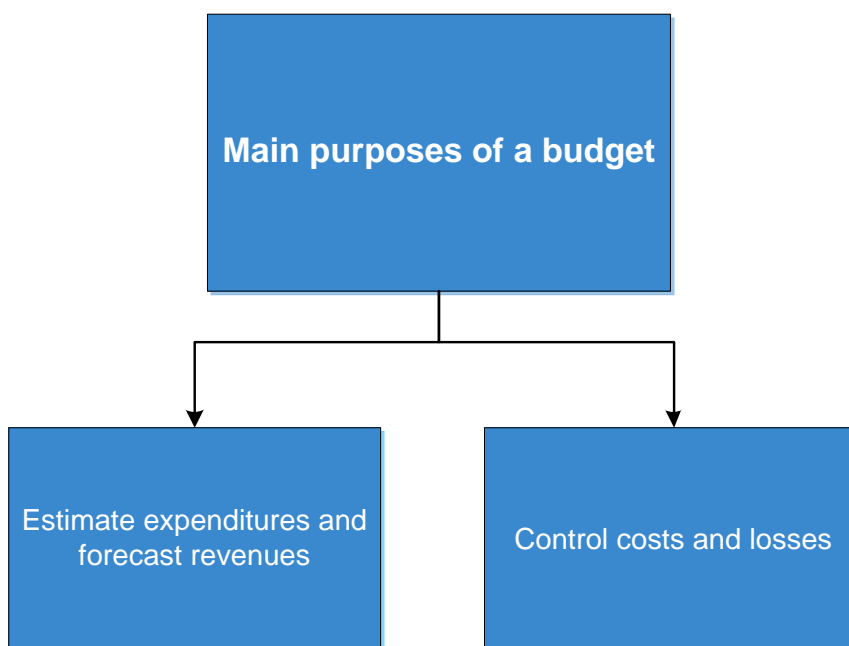 Main purposes of a budget
Estimate expenditures and
forecast revenues
Control costs and losses